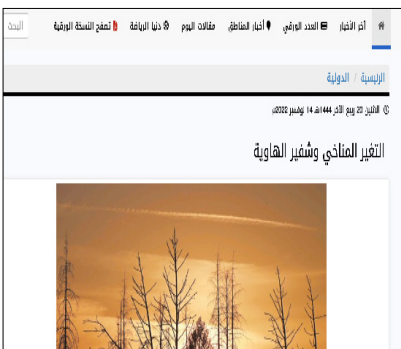 آخر الأخبار العدد الورقي أخبار المناطق مقالات اليوم دنيا الرياضة تصفح النسخة الورقية البحث
الرئيسية / الدولية
الاثنين 20 ربيع الآخر 1444هـ 14 نوفمبر 2022م
التغير المناخي وشفير الهاوية